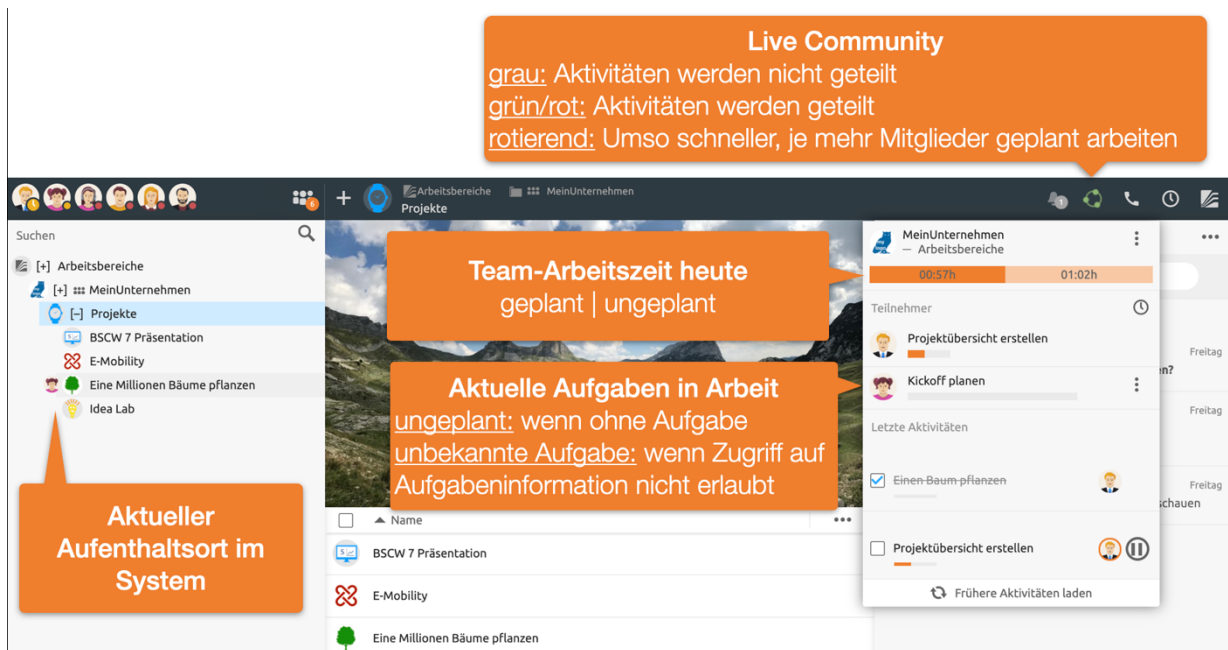 Live Community
grau: Aktivitäten werden nicht geteilt
grün/rot: Aktivitäten werden geteilt
rotierend: Umso schneller, je mehr Mitglieder geplant arbeiten
6
Arbeitsbereiche MeinUnternehmen
Projekte
1
Suchen
[+] Arbeitsbereiche
[+] MeinUnternehmen
[-] Projekte
BSCW 7 Präsentation
E-Mobility
Eine Millionen Bäume pflanzen
Idea Lab
Aktueller
Aufenthaltsort im
System
Team-Arbeitszeit heute
geplant | ungeplant
Aktuelle Aufgaben in Arbeit
ungeplant: wenn ohne Aufgabe
unbekannte Aufgabe: wenn Zugriff auf
Aufgabeninformation nicht erlaubt
Name
BSCW 7 Präsentation
E-Mobility
Eine Millionen Bäume pflanzen
MeinUnternehmen
— Arbeitsbereiche
00:57h 01:02h
Teilnehmer
Projektübersicht erstellen
Kickoff planen
Letzte Aktivitäten
Einen Baum pflanzen
Projektübersicht erstellen
Frühere Aktivitäten laden
Freitag
en?
Freitag
Freitag
schauen